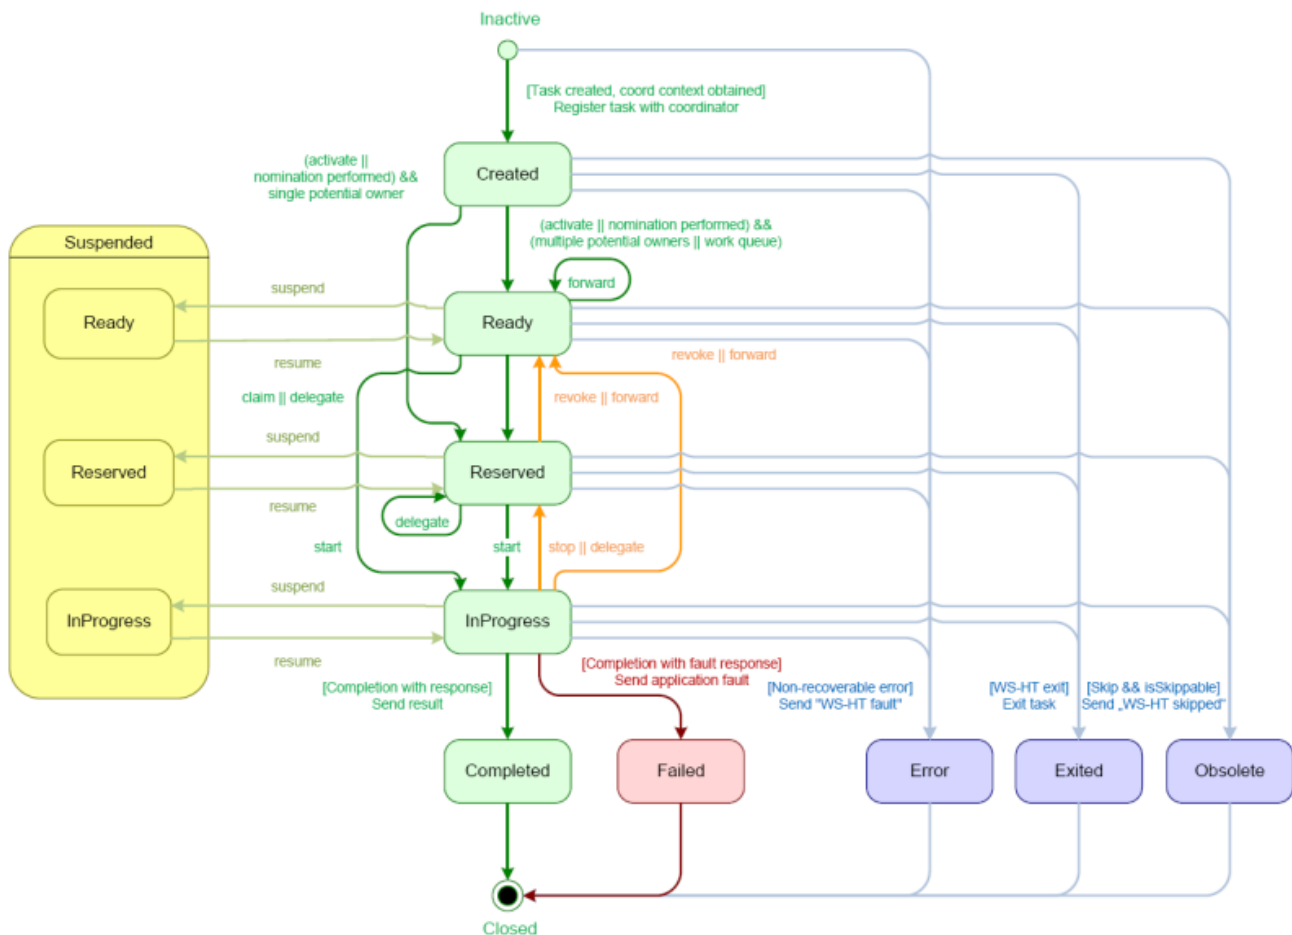 Inactive
[Task created, coord context obtained]
Register task with coordinator
(activate ||
nomination performed) &&
single potential owner
Created
(activate || nomination performed) &&
(multiple potential owners || work queue)
Suspended
forward
suspend
Ready
Ready
resume
revoke || forward
claim || delegate
revoke || forward
suspend
Reserved
Reserved
resume
delegate
start
start
stop || delegate
suspend
InProgress
InProgress
resume
[Completion with response]
Send result
[Completion with fault response]
Send application fault
[Non-recoverable error]
Send "WS-HT fault"
[WS-HT exit]
Exit task
[Skip && isSkippable]
Send „WS-HT skipped"
Completed
Failed
Error
Exited
Obsolete
Closed